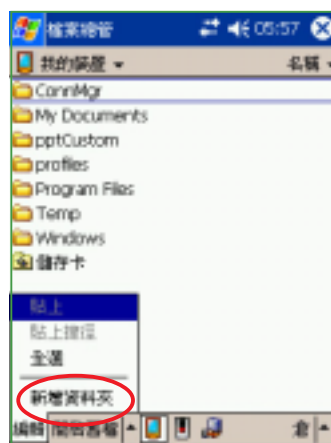 檔案總管 05:57
我的裝置 名稱
ConnMgr
My Documents
pptCustom
profiles
Program Files
Temp
Windows
儲存卡
貼上
貼上捷徑
全選
新增資料夾
編輯 開啟舊檔 倉